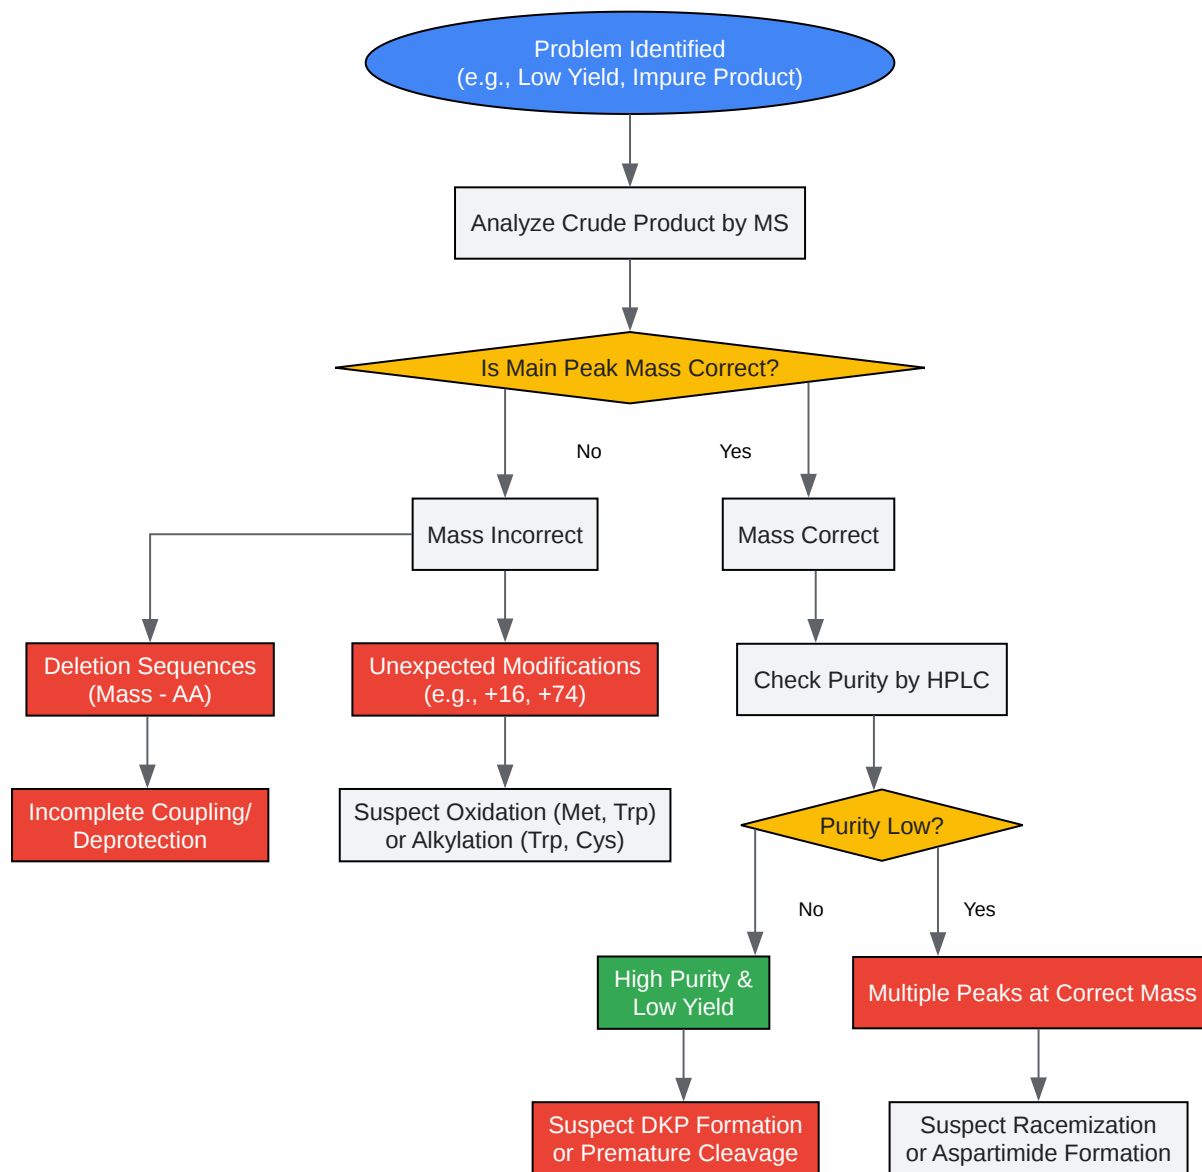 Problem Identified
(e.g., Low Yield, Impure Product)
Analyze Crude Product by MS
Is Main Peak Mass Correct?
No
Yes
Mass Incorrect
Mass Correct
Deletion Sequences
(Mass - AA)
Unexpected Modifications
(e.g., +16, +74)
Check Purity by HPLC
Incomplete Coupling/
Deprotection
Suspect Oxidation (Met, Trp)
or Alkylation (Trp, Cys)
Purity Low?
No
Yes
High Purity &
Low Yield
Multiple Peaks at Correct Mass
Suspect DKP Formation
or Premature Cleavage
Suspect Racemization
or Aspartimide Formation